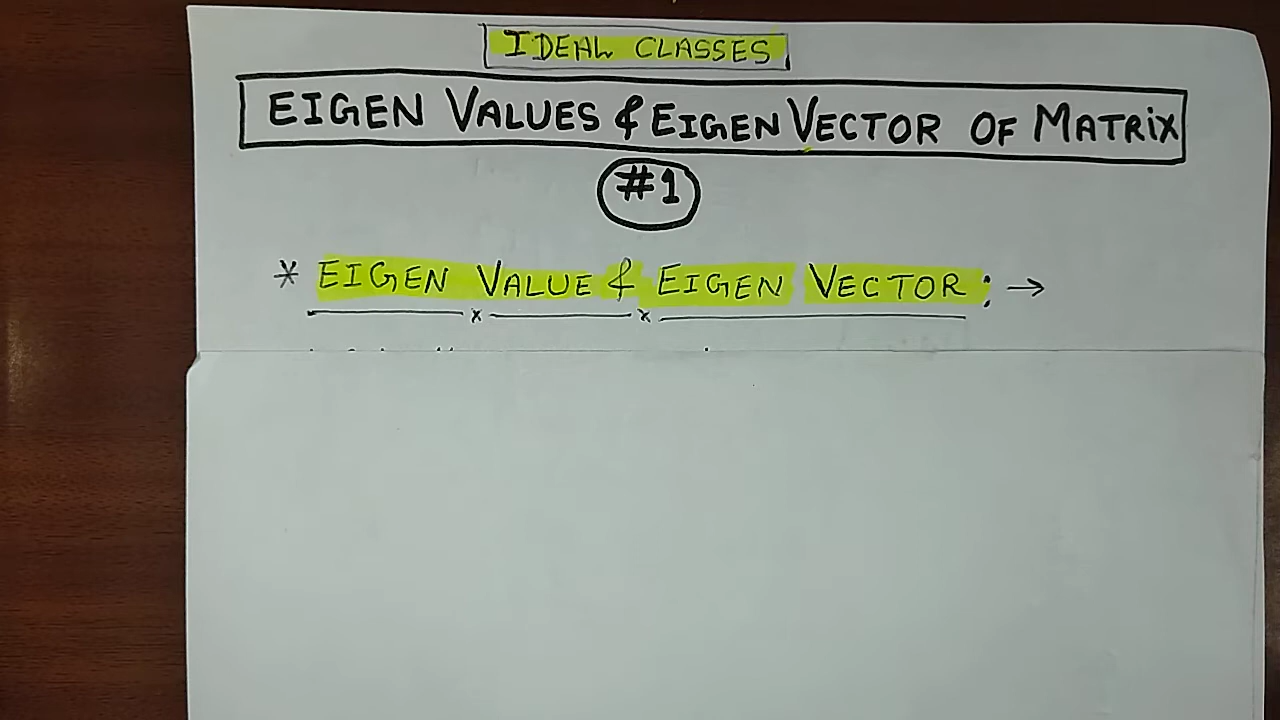 IDEAL CLASSES
EIGEN VALUES & EIGEN VECTOR OF MATRIX
#1
* EIGEN VALUE & EIGEN VECTOR : →